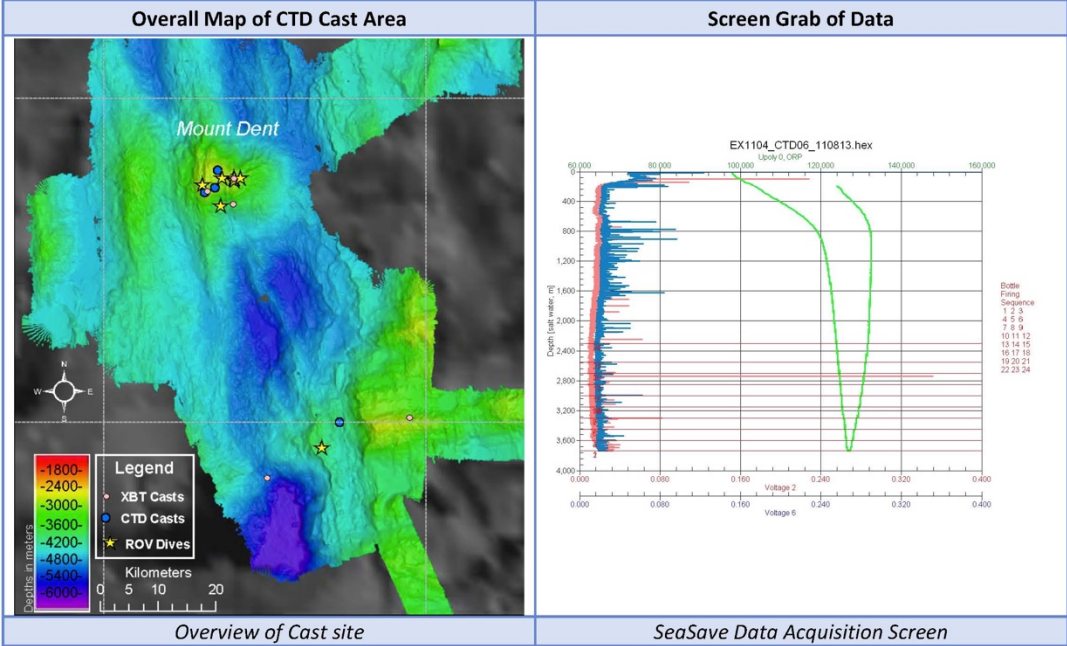 Overall Map of CTD Cast Area
Screen Grab of Data
Mount Dent
N
W E
S
Depths in meters
-1800-
-2400-
-3000-
-3600-
-4200-
-4800-
-5400-
-6000-
Legend
XBT Casts
CTD Casts
ROV Dives
Kilometers
0 5 10 20
EX1104_CTD06_110813.hex
Upoly 0, ORP
60,000 80,000 100,000 120,000 140,000 160,000
Depth [salt water, m]
0
400
800
1,200
1,600
2,000
2,400
2,800
3,200
3,600
4,000
2
0.000 0.080 0.160 0.240 0.320 0.400
Voltage 2
0.000 0.080 0.160 0.240 0.320 0.400
Voltage 6
Bottle
Firing
Sequence
1 2 3
4 5 6
7 8 9
10 11 12
13 14 15
16 17 18
19 20 21
22 23 24
Overview of Cast site
SeaSave Data Acquisition Screen